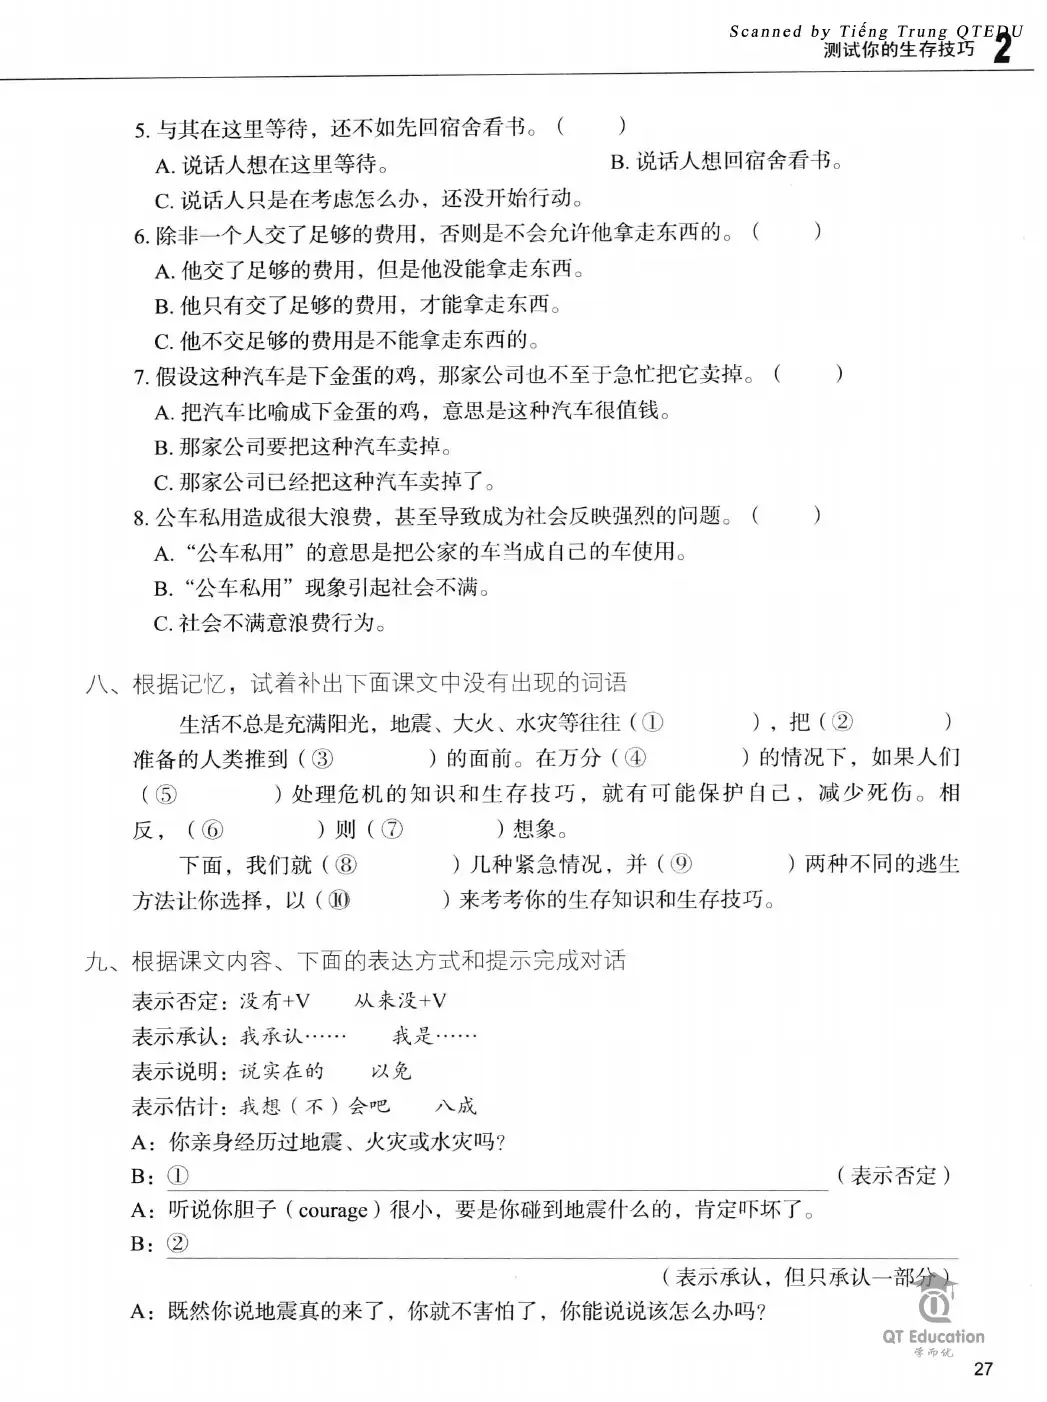 Scanned by Tiếng Trung QTEDU
测试你的生存技巧 2
5. 与其在这里等待，还不如先回宿舍看书。（　　）
A. 说话人想在这里等待。　　B. 说话人想回宿舍看书。
C. 说话人只是在考虑怎么办，还没开始行动。
6. 除非一个人交了足够的费用，否则是不会允许他拿走东西的。（　　）
A. 他交了足够的费用，但是他没能拿走东西。
B. 他只有交了足够的费用，才能拿走东西。
C. 他不交足够的费用是不能拿走东西的。
7. 假设这种汽车是下金蛋的鸡，那家公司也不至于急忙把它卖掉。（　　）
A. 把汽车比喻成下金蛋的鸡，意思是这种汽车很值钱。
B. 那家公司要把这种汽车卖掉。
C. 那家公司已经把这种汽车卖掉了。
8. 公车私用造成很大浪费，甚至导致成为社会反映强烈的问题。（　　）
A. “公车私用”的意思是把公家的车当成自己的车使用。
B. “公车私用”现象引起社会不满。
C. 社会不满意浪费行为。
八、根据记忆，试着补出下面课文中没有出现的词语
生活不总是充满阳光，地震、大火、水灾等往往（①　　），把（②　　）
准备的人类推到（③　　）的面前。在万分（④　　）的情况下，如果人们
（⑤　　）处理危机的知识和生存技巧，就有可能保护自己，减少死伤。相
反，（⑥　　）则（⑦　　）想象。
下面，我们就（⑧　　）几种紧急情况，并（⑨　　）两种不同的逃生
方法让你选择，以（⑩　　）来考考你的生存知识和生存技巧。
九、根据课文内容、下面的表达方式和提示完成对话
表示否定：没有+V　　从来没+V
表示承认：我承认……　　我是……
表示说明：说实在的　　以免
表示估计：我想（不）会吧　　八成
A：你亲身经历过地震、火灾或水灾吗？
B：①（表示否定）
A：听说你胆子（courage）很小，要是你碰到地震什么的，肯定吓坏了。
B：②
（表示承认，但只承认一部分）
A：既然你说地震真的来了，你就不害怕了，你能说说该怎么办吗？
QT Education
学而优
27